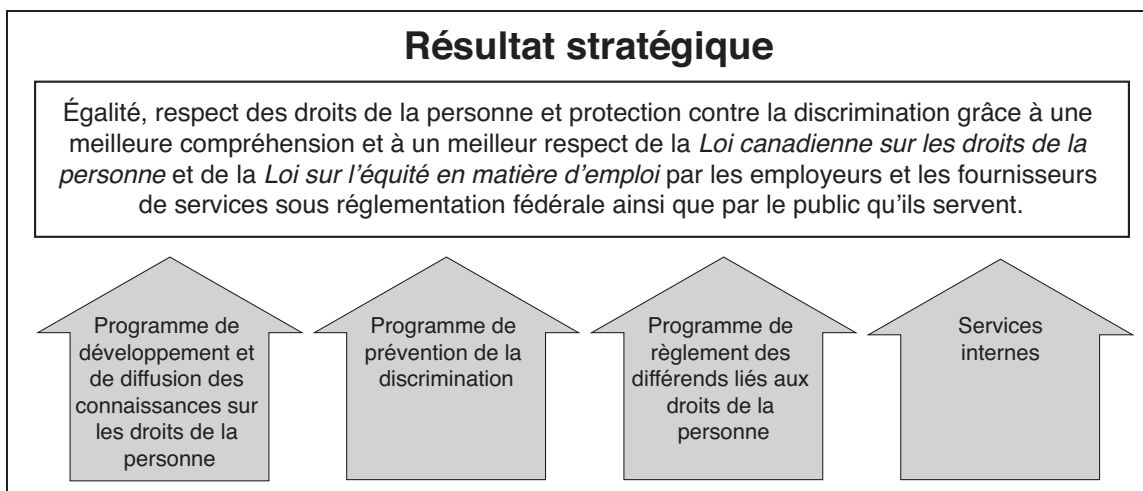 Résultat stratégique
Égalité, respect des droits de la personne et protection contre la discrimination grâce à une
meilleure compréhension et à un meilleur respect de la Loi canadienne sur les droits de la
personne et de la Loi sur l'équité en matière d'emploi par les employeurs et les fournisseurs
de services sous réglementation fédérale ainsi que par le public qu'ils servent.
Programme de
développement et
de diffusion des
connaissances sur
les droits de la
personne
Programme de
prévention de la
discrimination
Programme de
règlement des
différends liés aux
droits de la
personne
Services
internes